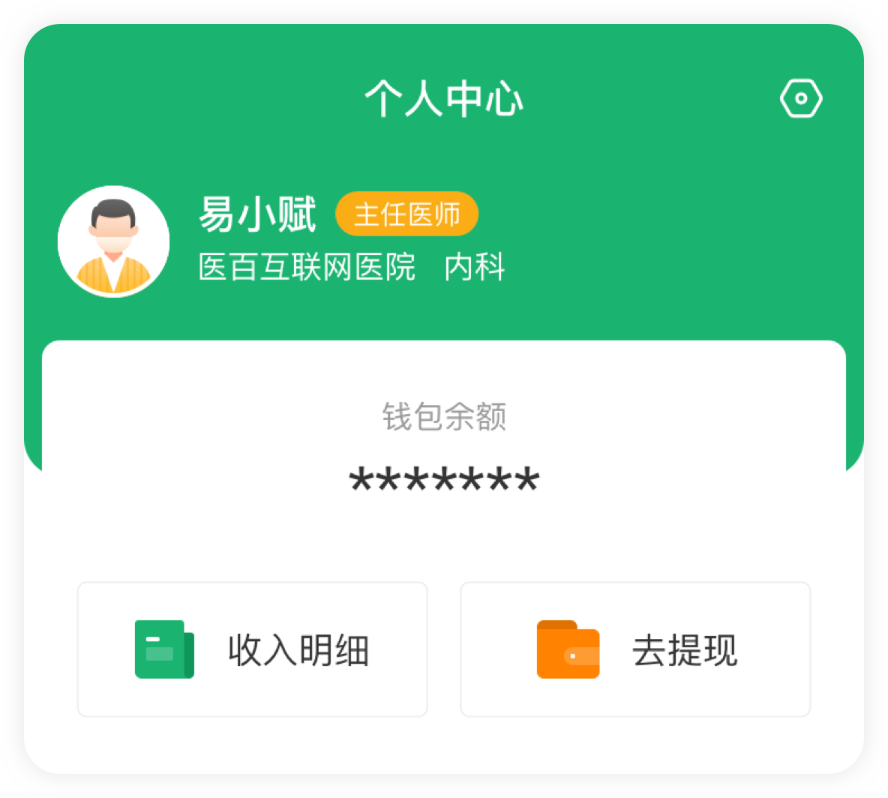 个人中心
易小赋 主任医师
医百互联网医院 内科
钱包余额
*******
收入明细 去提现